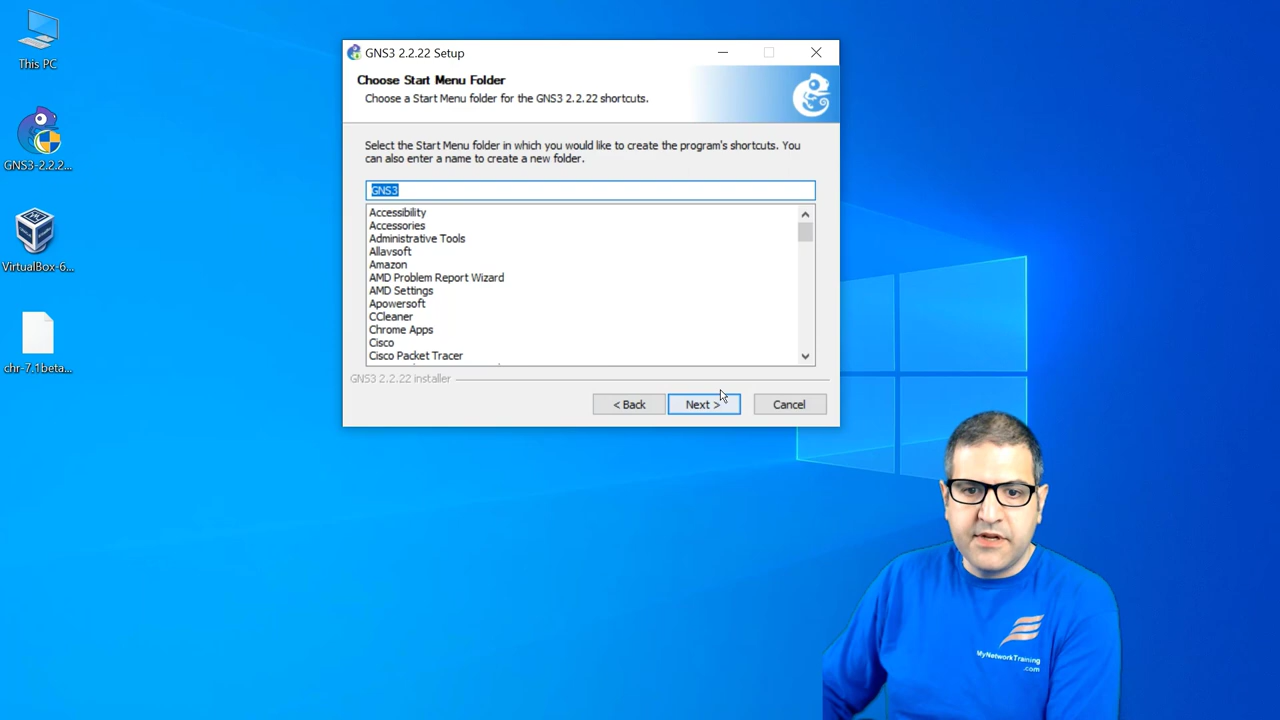 This PC
GNS3-2.2.2...
VirtualBox-6...
chr-7.1beta...
GNS3 2.2.22 Setup
Choose Start Menu Folder
Choose a Start Menu folder for the GNS3 2.2.22 shortcuts.
Select the Start Menu folder in which you would like to create the program's shortcuts. You
can also enter a name to create a new folder.
GNS3
Accessibility
Accessories
Administrative Tools
Allavsoft
Amazon
AMD Problem Report Wizard
AMD Settings
Apowersoft
CCleaner
Chrome Apps
Cisco
Cisco Packet Tracer
GNS3 2.2.22 installer
< Back
Next >
Cancel
MyNetworkTraining
.com